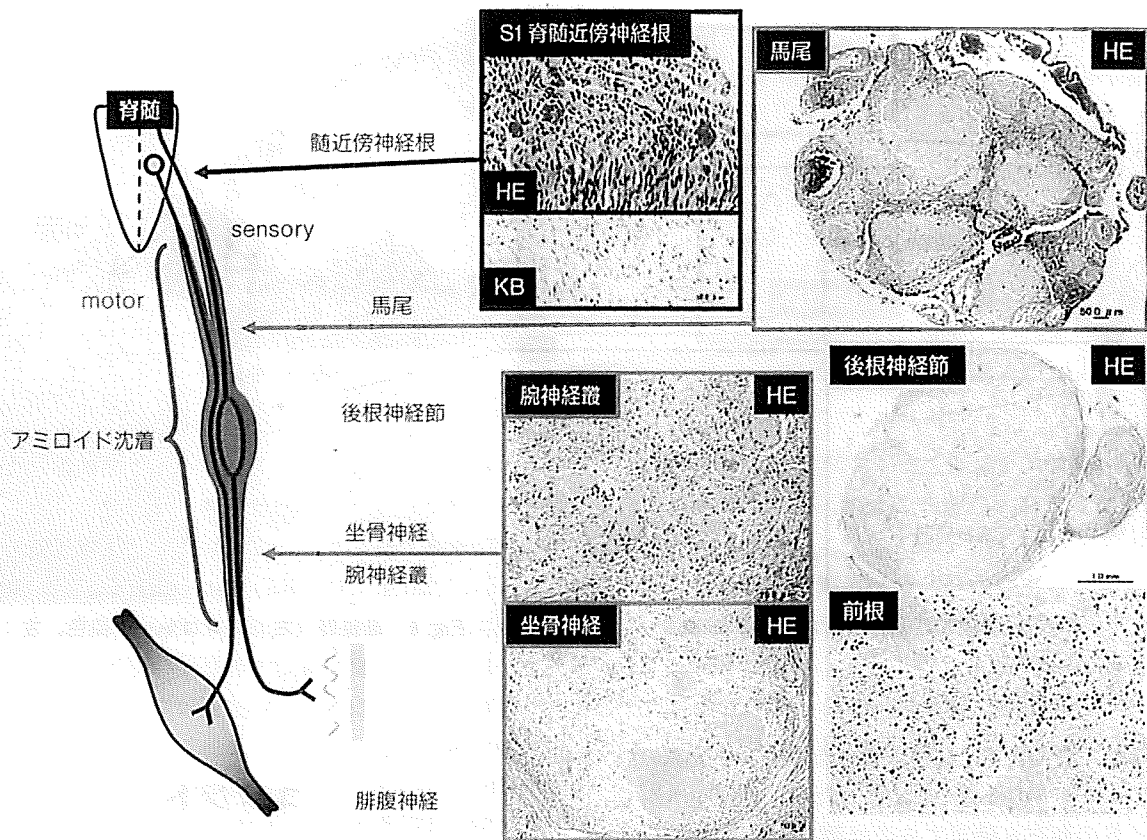 脊髄
髄近傍神経根
sensory
motor
馬尾
後根神経節
アミロイド沈着
坐骨神経
腕神経叢
腓腹神経
S1 脊髄近傍神経根
HE
KB
馬尾
HE
500 μm
腕神経叢
HE
後根神経節
HE
坐骨神経
HE
前根